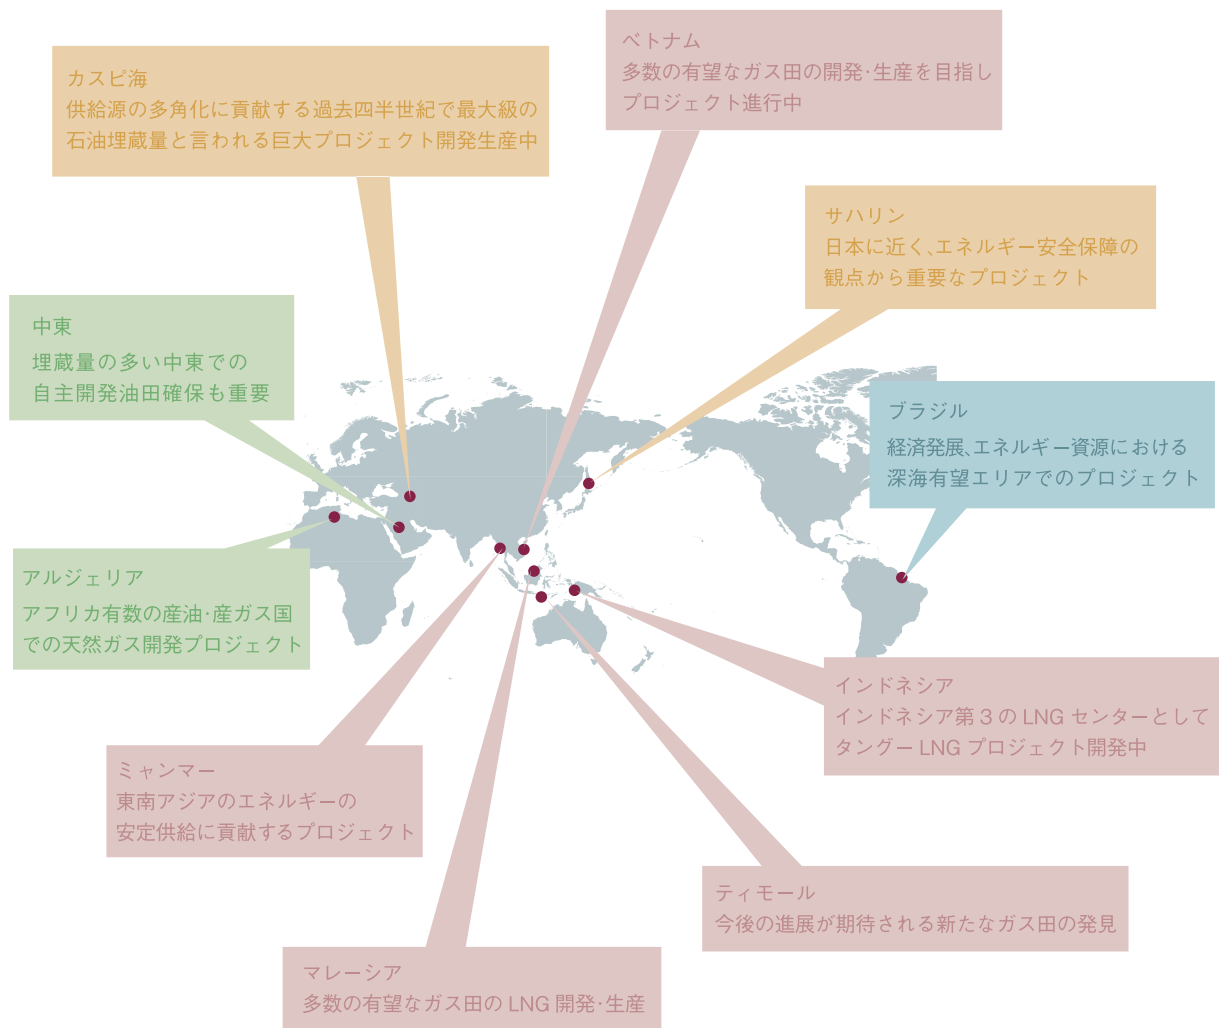 ベトナム
多数の有望なガス田の開発･生産を目指し
プロジェクト進行中
カスピ海
供給源の多角化に貢献する過去四半世紀で最大級の
石油埋蔵量と言われる巨大プロジェクト開発生産中
サハリン
日本に近く､エネルギー安全保障の
観点から重要なプロジェクト
中東
埋蔵量の多い中東での
自主開発油田確保も重要
ブラジル
経済発展､エネルギー資源における
深海有望エリアでのプロジェクト
アルジェリア
アフリカ有数の産油･産ガス国
での天然ガス開発プロジェクト
インドネシア
インドネシア第 3 の LNG センターとして
タングー LNG プロジェクト開発中
ミャンマー
東南アジアのエネルギーの
安定供給に貢献するプロジェクト
ティモール
今後の進展が期待される新たなガス田の発見
マレーシア
多数の有望なガス田の LNG 開発･生産